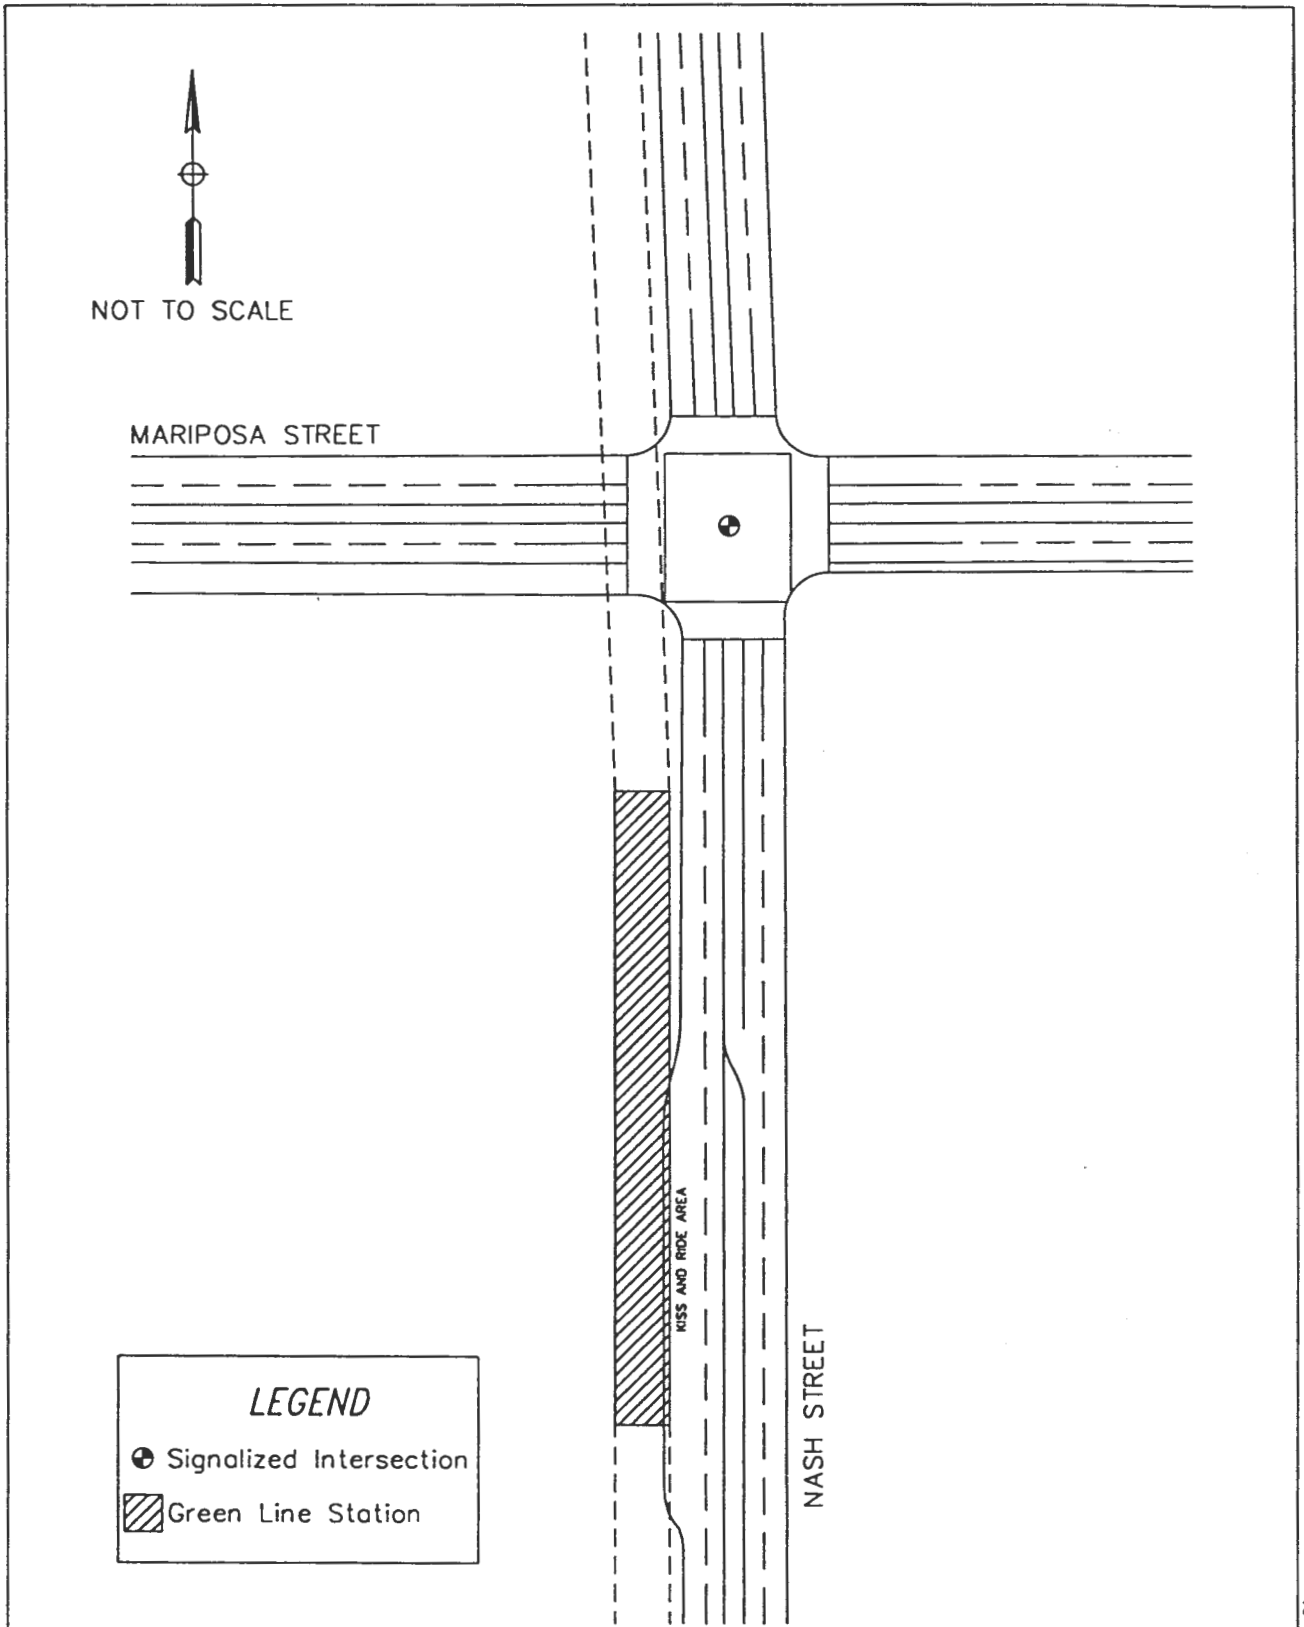 NOT TO SCALE
MARIPOSA STREET
KISS AND RIDE AREA
NASH STREET
LEGEND
Signalized Intersection
Green Line Station